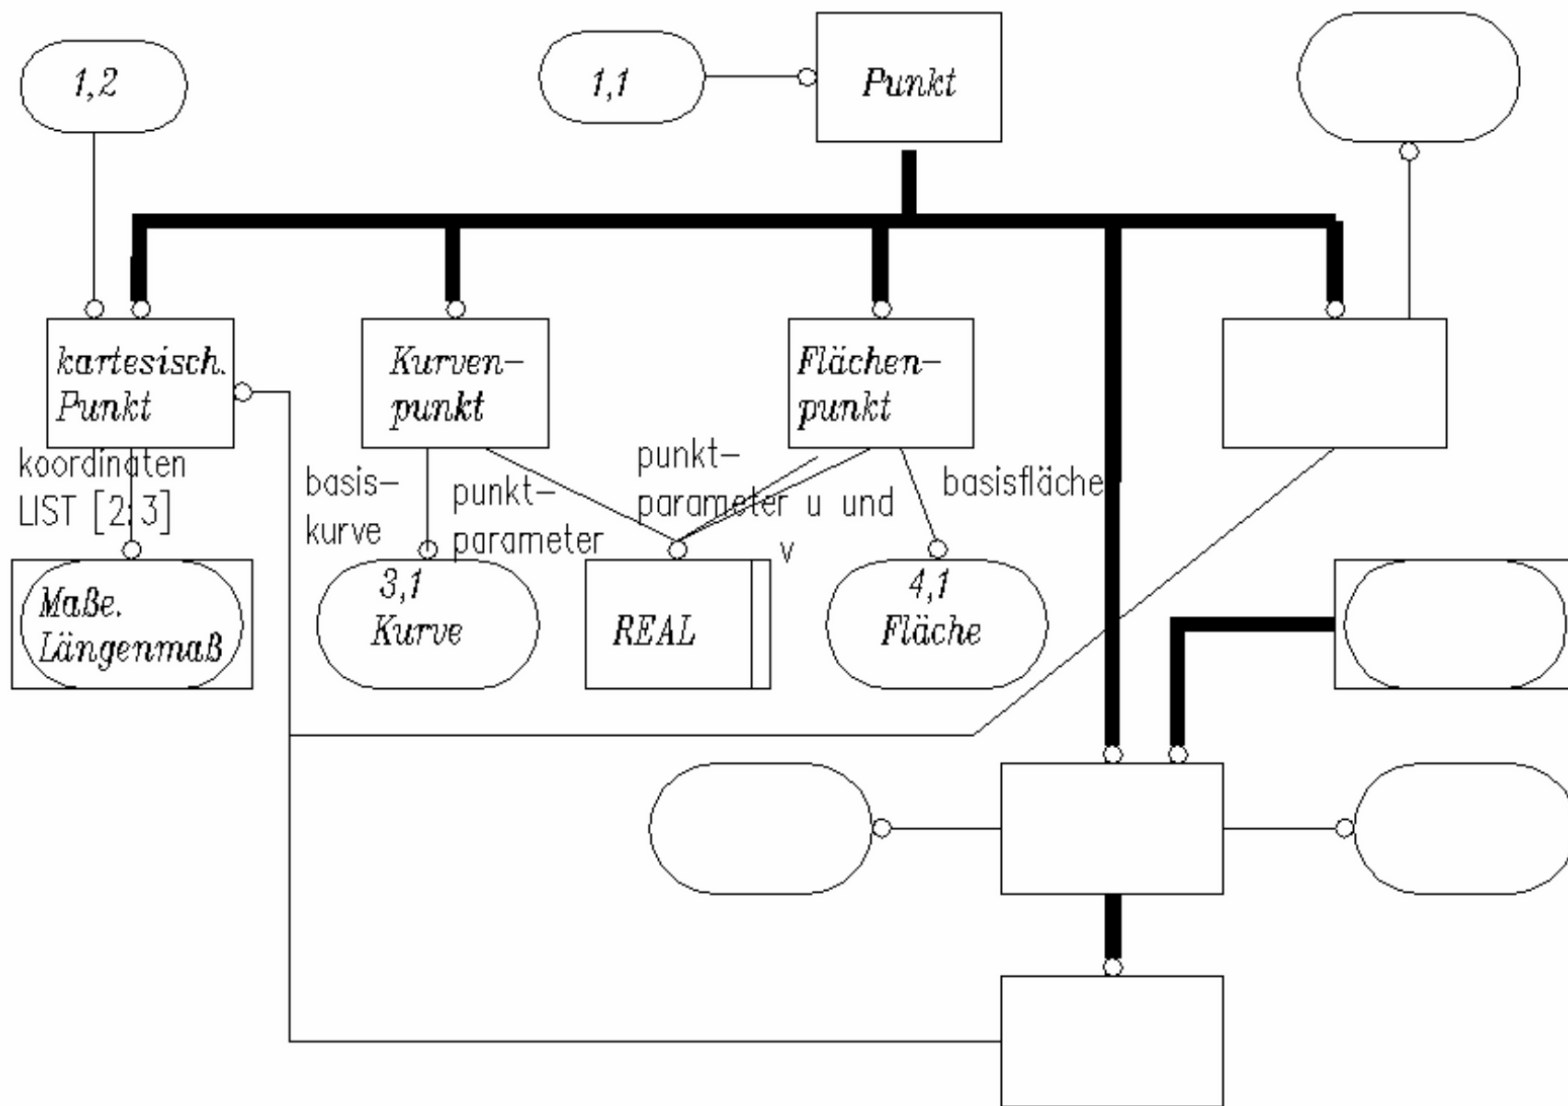 1,2
1,1
Punkt
kartesisch.
Punkt
Kurven-
punkt
Flächen-
punkt
koordinaten
LIST [2:3]
basis-
kurve
punkt-
parameter
punkt-
parameter u und
v
basisfläche
Maße.
Längenmaß
3,1
Kurve
REAL
4,1
Fläche